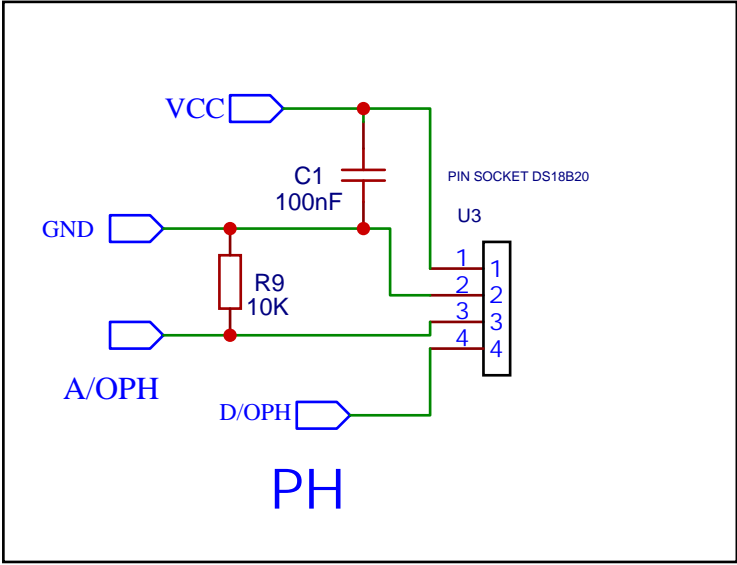 VCC
C1
100nF
PIN SOCKET DS18B20
U3
GND
R9
10K
1 1
2 2
3 3
4 4
A/OPH
D/OPH
PH